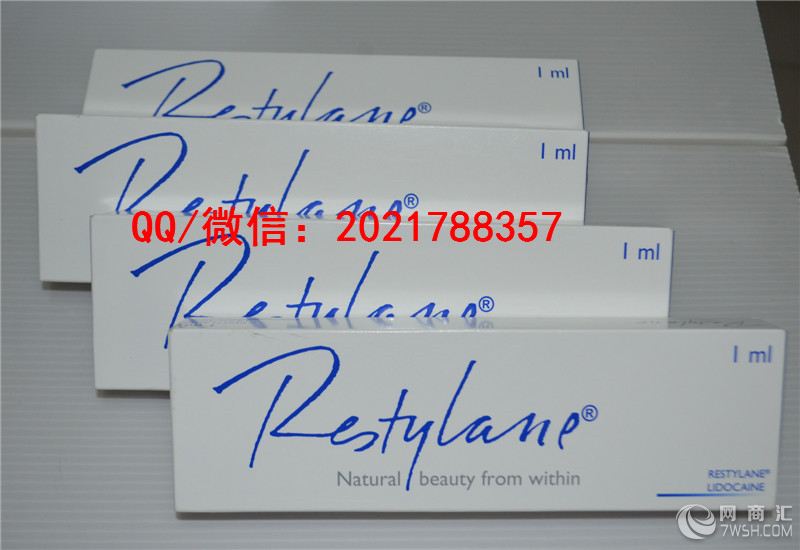 1 ml
Restylane®
1 ml
Restylane®
QQ/微信：2021788357
1 ml
Restylane®
1 ml
Restylane®
Natural beauty from within
RESTYLANE®
LIDOCAINE
网商汇
7WSH.COM